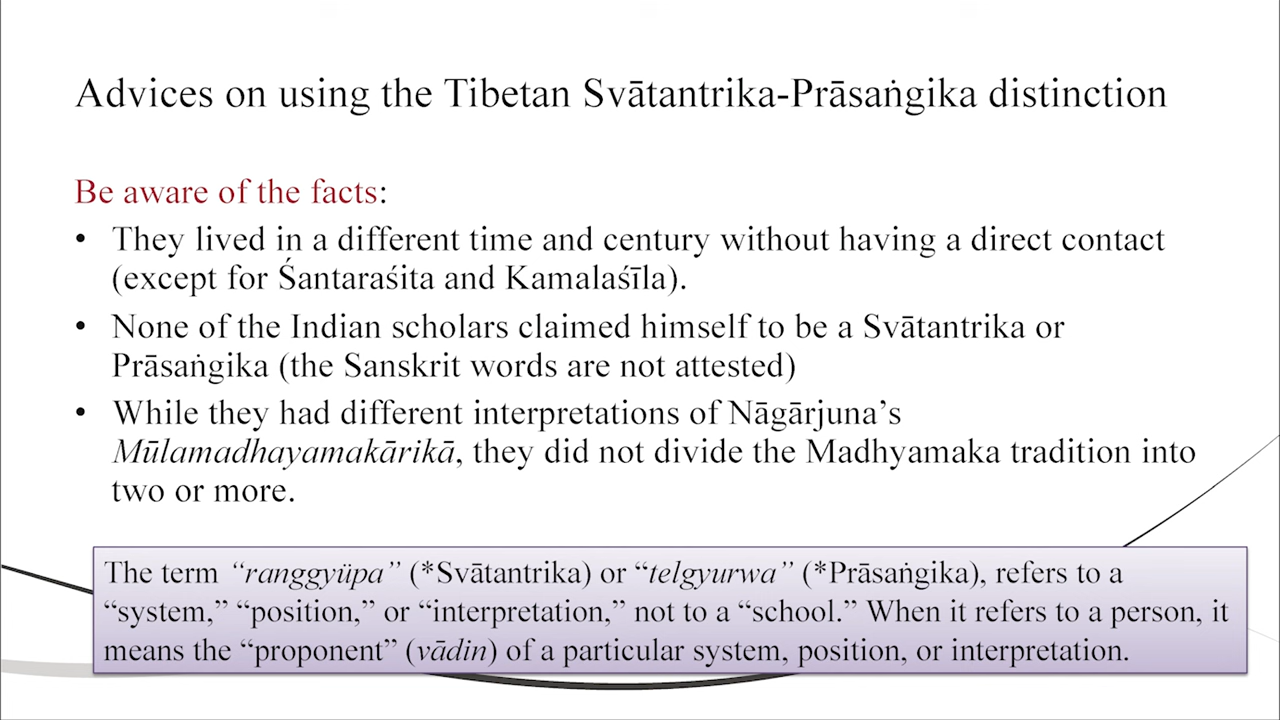 Advices on using the Tibetan Svātantrika-Prāsaṅgika distinction
Be aware of the facts:
• They lived in a different time and century without having a direct contact
(except for Śantaraśita and Kamalaśīla).
• None of the Indian scholars claimed himself to be a Svātantrika or
Prāsaṅgika (the Sanskrit words are not attested)
• While they had different interpretations of Nāgārjuna’s
Mūlamadhayamakārikā, they did not divide the Madhyamaka tradition into
two or more.
The term “ranggyüpa” (*Svātantrika) or “telgyurwa” (*Prāsaṅgika), refers to a
“system,” “position,” or “interpretation,” not to a “school.” When it refers to a person, it
means the “proponent” (vādin) of a particular system, position, or interpretation.